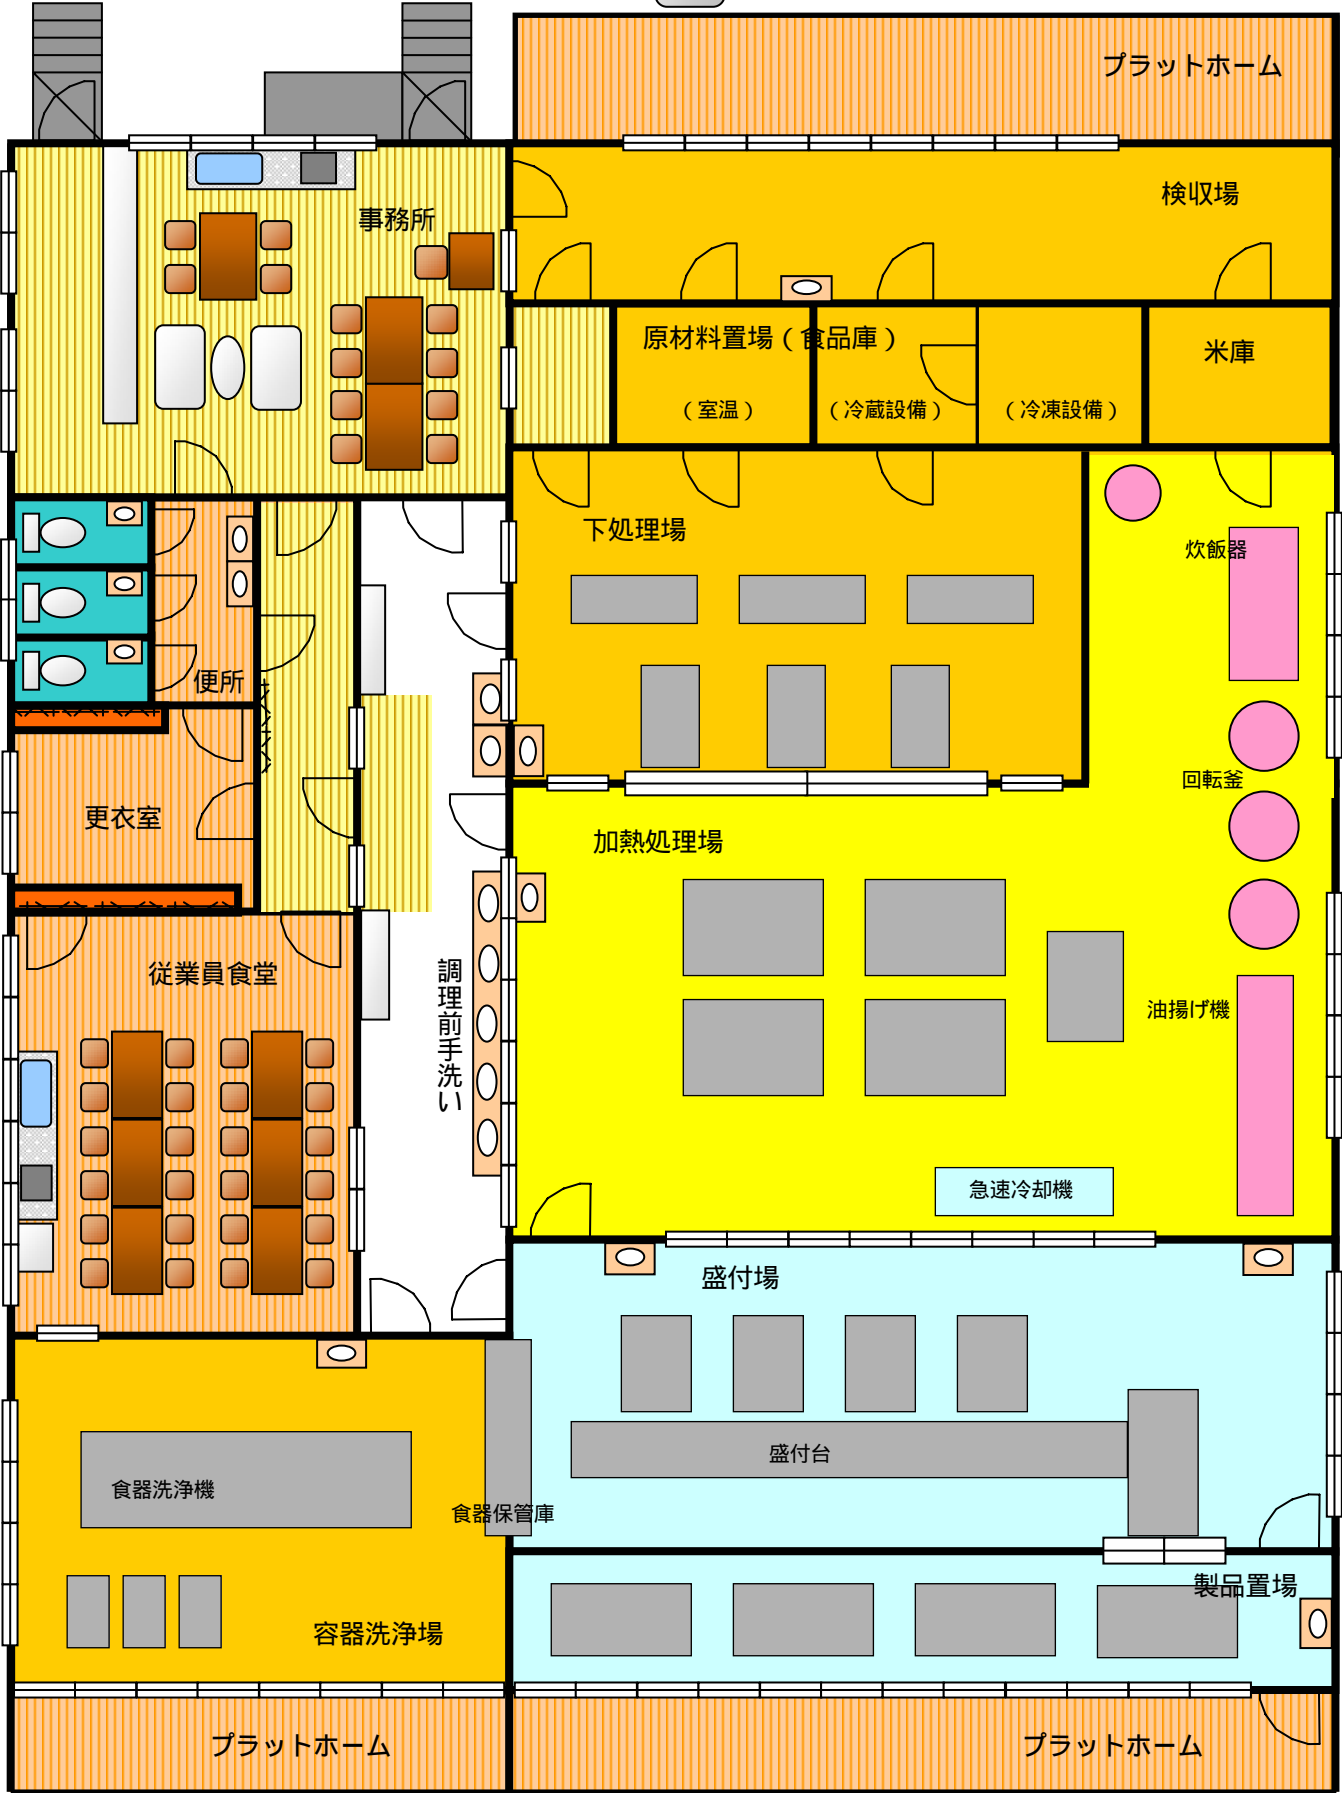 プラットホーム
検収場
事務所
原材料置場（食品庫）
米庫
（室温）
（冷蔵設備）
（冷凍設備）
下処理場
炊飯器
便所
回転釜
更衣室
加熱処理場
従業員食堂
調理前手洗い
油揚げ機
急速冷却機
盛付場
盛付台
食器洗浄機
食器保管庫
製品置場
容器洗浄場
プラットホーム
プラットホーム